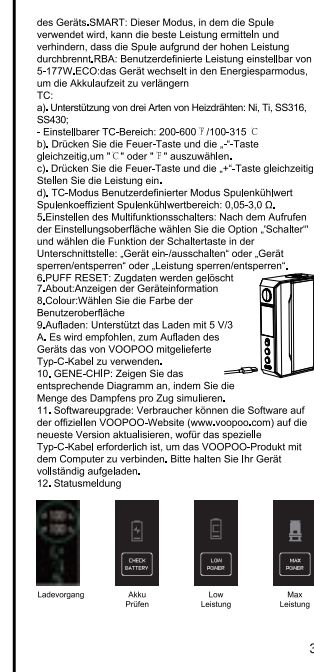 des Geräts.SMART: Dieser Modus, in dem die Spule
verwendet wird, kann die beste Leistung ermitteln und
verhindern, dass die Spule aufgrund der hohen Leistung
durchbrennt.RBA: Benutzerdefinierte Leistung einstellbar von
5-177W.ECO:das Gerät wechselt in den Energiesparmodus,
um die Akkulaufzeit zu verlängern
TC:
a). Unterstützung von drei Arten von Heizdrähten: Ni, Ti, SS316,
SS430;
- Einstellbarer TC-Bereich: 200-600 ℉/100-315 ℃
b). Drücken Sie die Feuer-Taste und die „-“-Taste
gleichzeitig,um "℃" oder "℉" auszuwählen.
c). Drücken Sie die Feuer-Taste und die „+“-Taste gleichzeitig
Stellen Sie die Leistung ein.
d). TC-Modus Benutzerdefinierter Modus Spulenkühlwert
Spulenkoeffizient Spulenkühlwertbereich: 0,05-3,0 Ω.
5.Einstellen des Multifunktionsschalters: Nach dem Aufrufen
der Einstellungsoberfläche wählen Sie die Option „Schalter“
und wählen die Funktion der Schaltertaste in der
Unterschnittstelle: „Gerät ein-/ausschalten“ oder „Gerät
sperren/entsperren“ oder „Leistung sperren/entsperren“.
6.PUFF RESET: Zugdaten werden gelöscht
7.About:Anzeigen der Geräteinformation
8.Colour:Wählen Sie die Farbe der
Benutzeroberfläche
9.Aufladen: Unterstützt das Laden mit 5 V/3
A. Es wird empfohlen, zum Aufladen des
Geräts das von VOOPOO mitgelieferte
Typ-C-Kabel zu verwenden.
10. GENE-CHIP: Zeigen Sie das
entsprechende Diagramm an, indem Sie die
Menge des Dampfens pro Zug simulieren.
11. Softwareupgrade: Verbraucher können die Software auf
der offiziellen VOOPOO-Website (www.voopoo.com) auf die
neueste Version aktualisieren, wofür das spezielle
Typ-C-Kabel erforderlich ist, um das VOOPOO-Produkt mit
dem Computer zu verbinden. Bitte halten Sie Ihr Gerät
vollständig aufgeladen.
12. Statusmeldung
CHECK
BATTERY
LOW
POWER
MAX
POWER
Ladevorgang
Akku
Prüfen
Low
Leistung
Max
Leistung